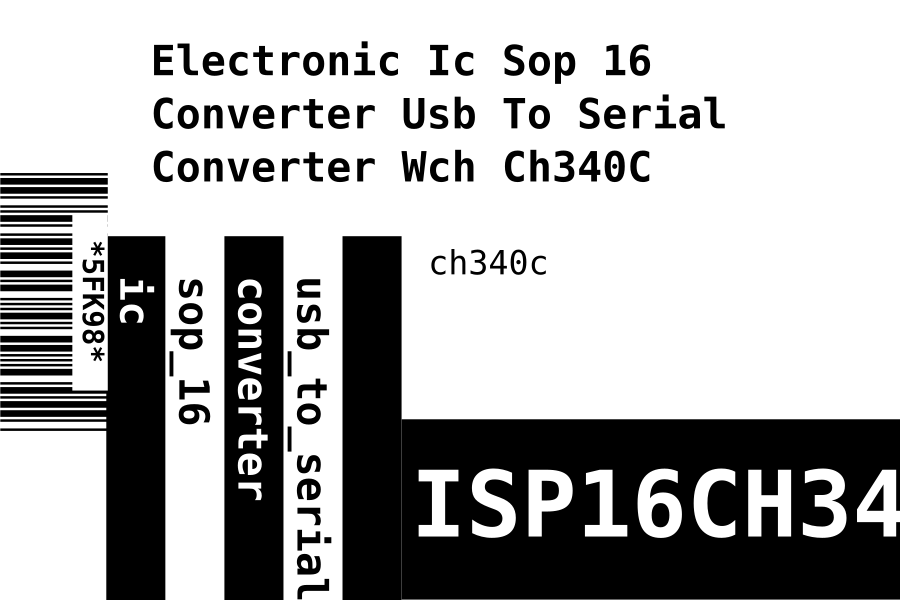 Electronic Ic Sop 16
Converter Usb To Serial
Converter Wch Ch340C
*5FK98*
ic
sop_16
converter
usb_to_serial
ch340c
ISP16CH34